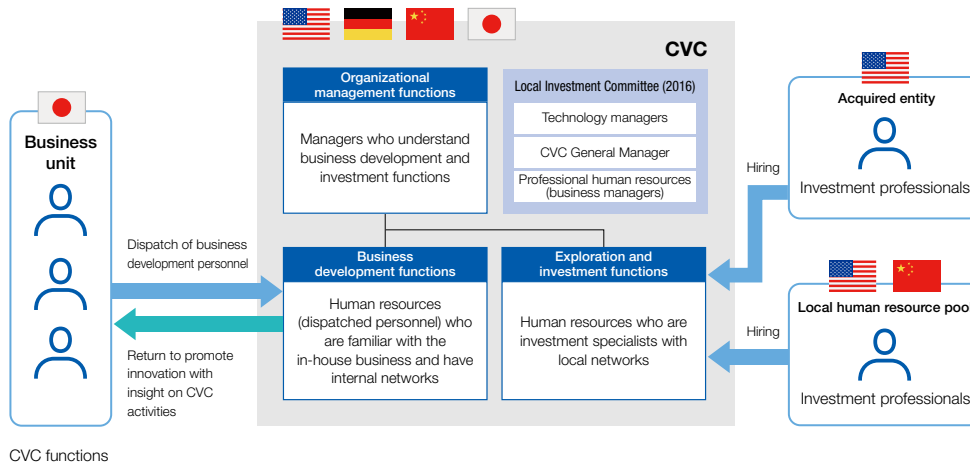 CVC
Business
unit
Dispatch of business
development personnel
Return to promote
innovation with
insight on CVC
activities
Organizational
management functions
Managers who understand
business development and
investment functions
Local Investment Committee (2016)
Technology managers
CVC General Manager
Professional human resources
(business managers)
Business
development functions
Human resources
(dispatched personnel) who
are familiar with the
in-house business and have
internal networks
Exploration and
investment functions
Human resources who are
investment specialists with
local networks
Hiring
Acquired entity
Investment professionals
Hiring
Local human resource pool
Investment professionals
CVC functions